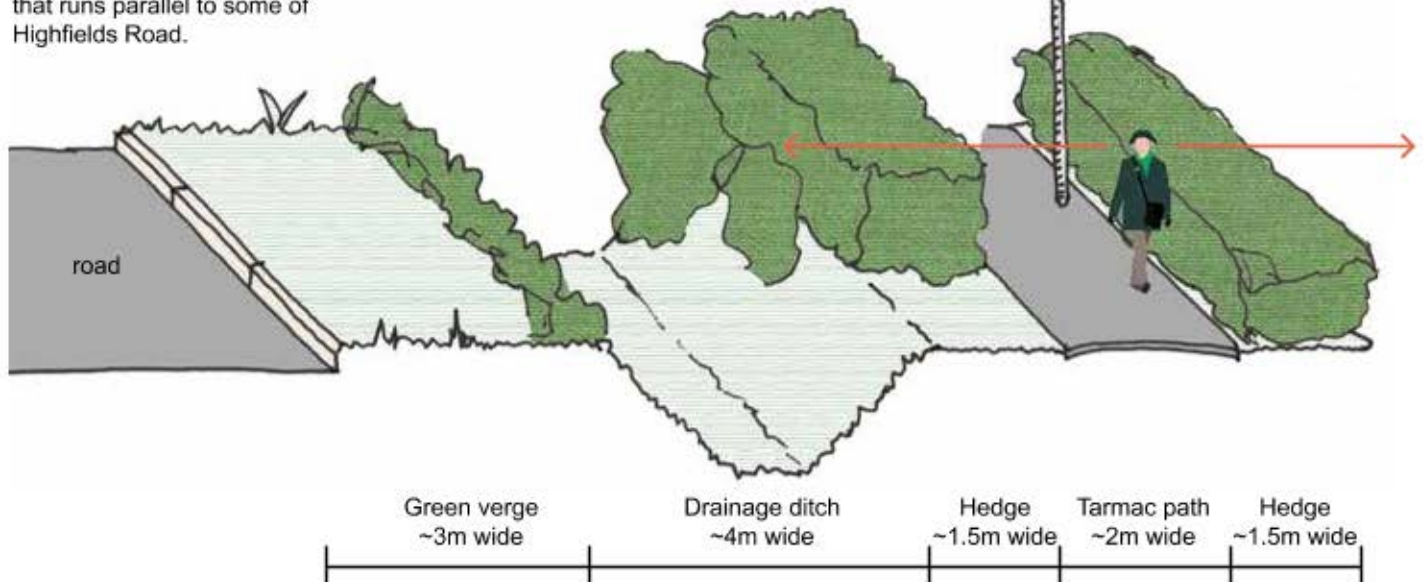 that runs parallel to some of
Highfields Road.
road
Green verge
~3m wide
Drainage ditch
~4m wide
Hedge
~1.5m wide
Tarmac path
~2m wide
Hedge
~1.5m wide